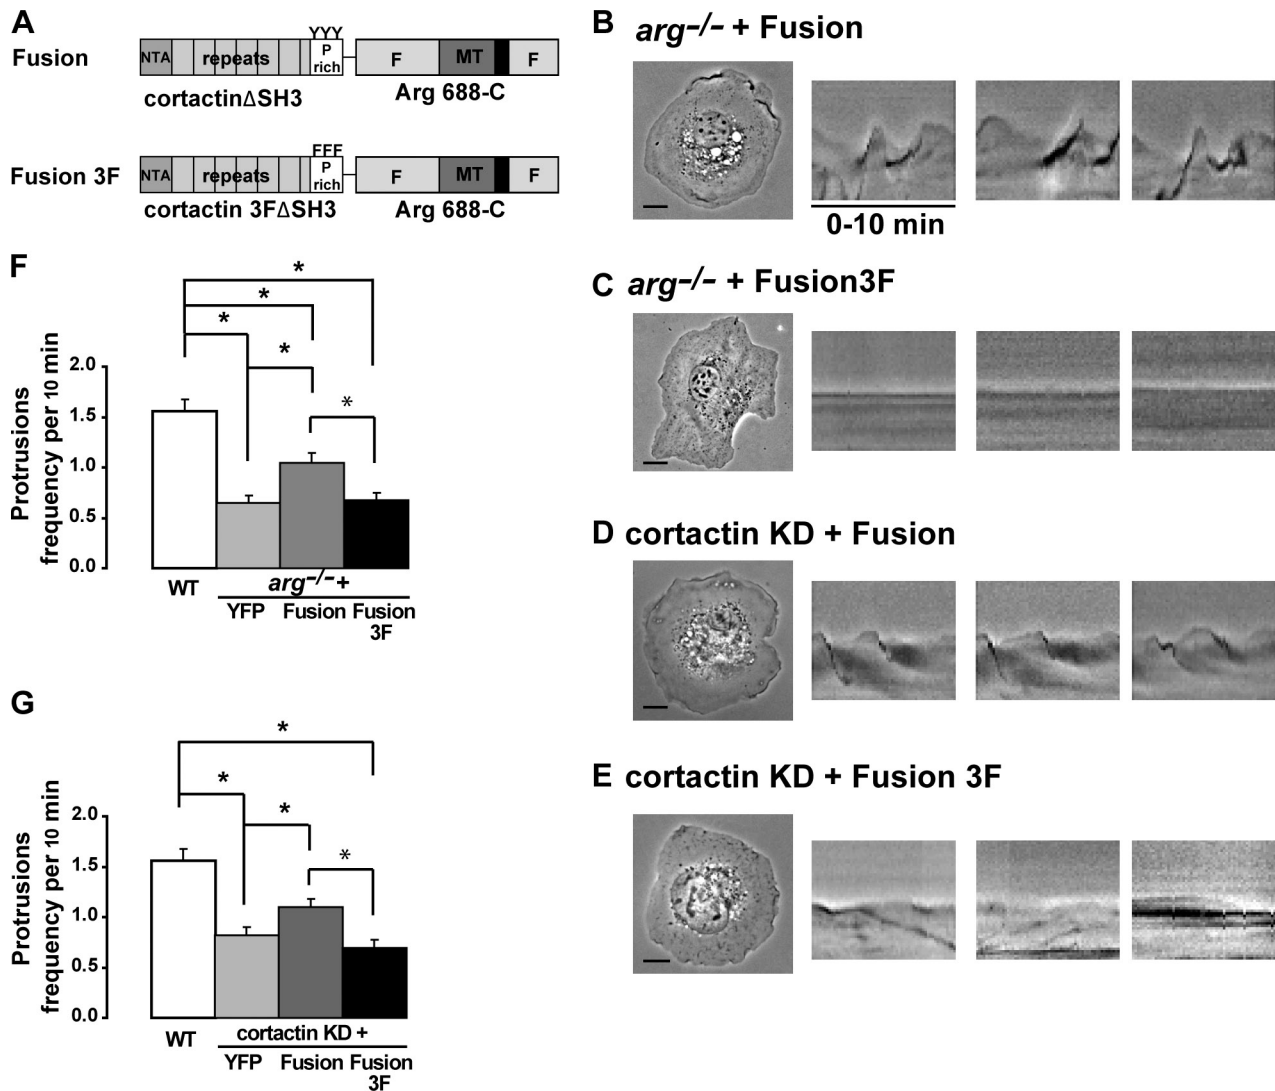 A
YYY
Fusion
NTA
repeats
P
rich
F
MT
F
cortactinΔSH3
Arg 688-C
FFF
Fusion 3F
NTA
repeats
P
rich
F
MT
F
cortactin 3FΔSH3
Arg 688-C
B
arg-/- + Fusion
0-10 min
C
arg-/- + Fusion3F
D
cortactin KD + Fusion
E
cortactin KD + Fusion 3F
F
*
*
*
*
*
Protrusions
frequency per 10 min
2.0
1.5
1.0
0.5
0.0
WT
arg-/-+
YFP
Fusion
Fusion
3F
G
*
*
*
*
Protrusions
frequency per 10 min
2.0
1.5
1.0
0.5
0.0
WT
cortactin KD +
YFP
Fusion
Fusion
3F